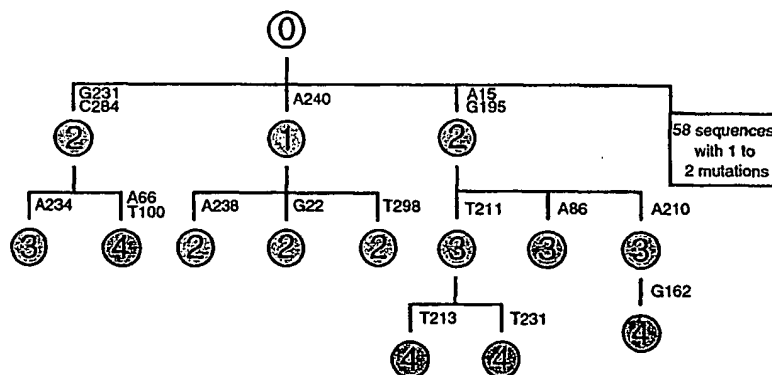 0
G231
C284
A240
A15
G195
58 sequences
with 1 to
2 mutations
2
1
2
A234
A66
T100
A238
G22
T298
T211
A86
A210
3
4
2
2
2
3
3
3
T213
T231
G162
4
4
4